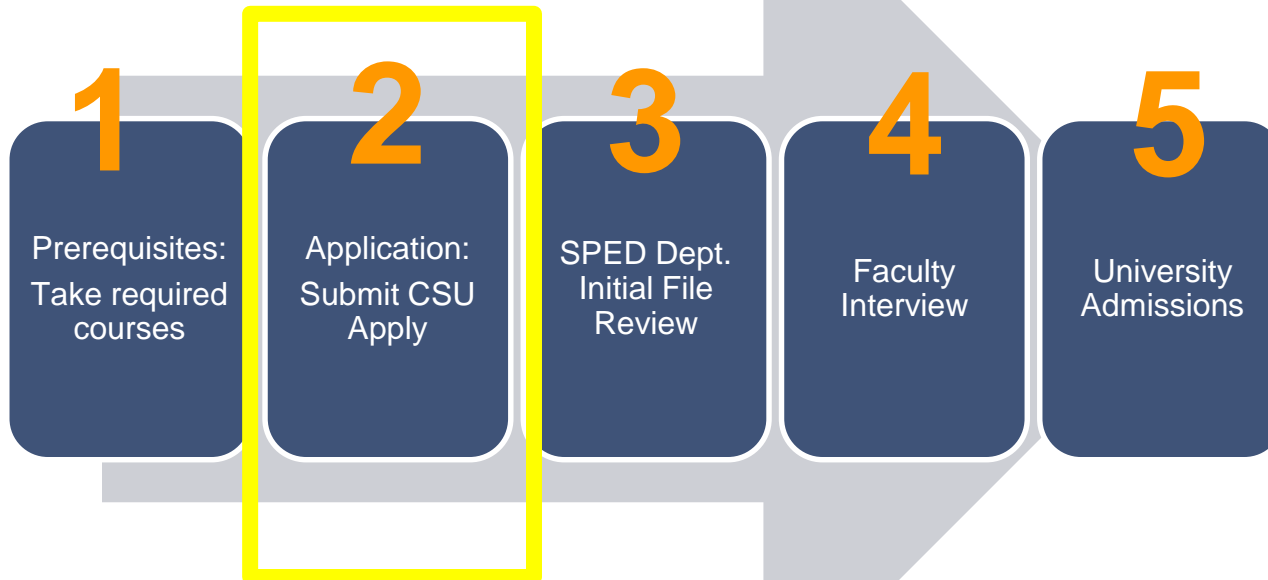 1
Prerequisites:
Take required
courses
2
Application:
Submit CSU
Apply
3
SPED Dept.
Initial File
Review
4
Faculty
Interview
5
University
Admissions